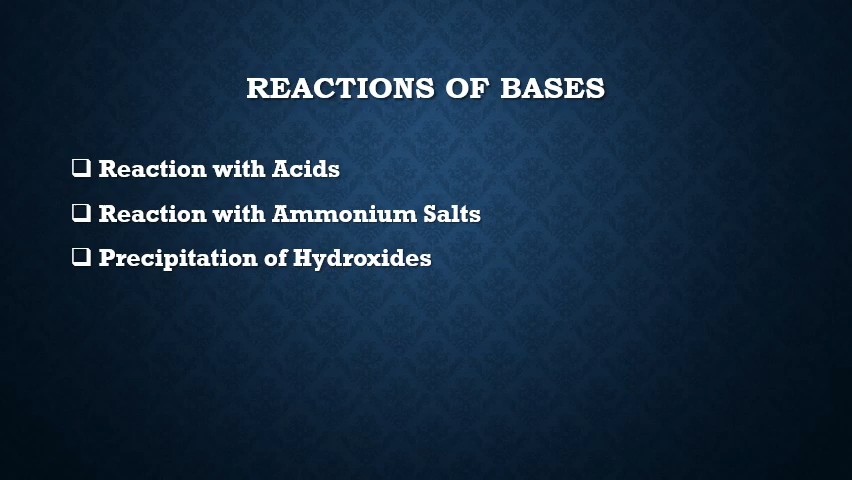 REACTIONS OF BASES
❑ Reaction with Acids
❑ Reaction with Ammonium Salts
❑ Precipitation of Hydroxides